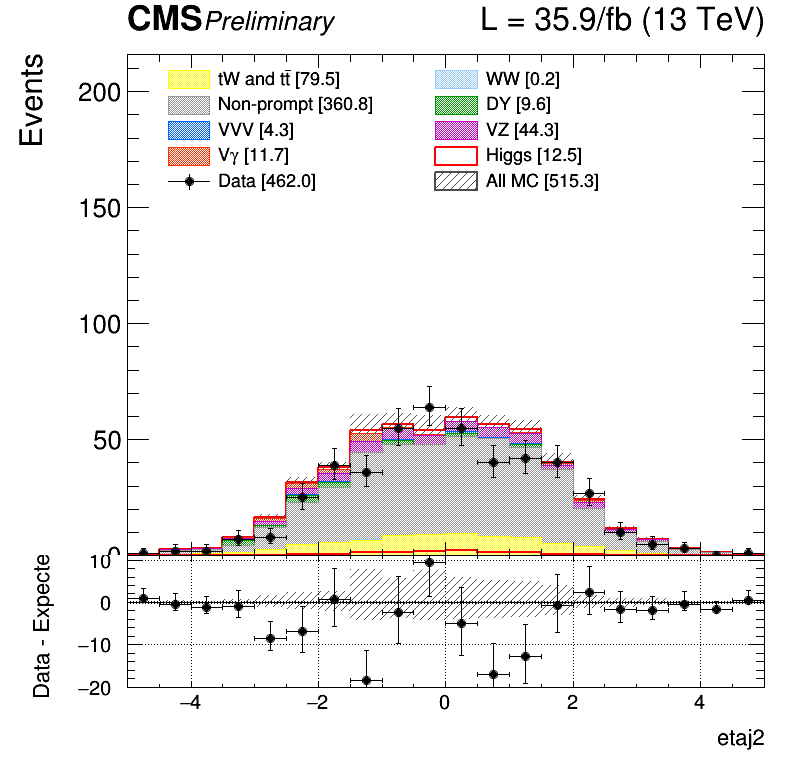 CMS Preliminary L = 35.9/fb (13 TeV)
Events
tW and tt̄ [79.5] WW [0.2]
Non-prompt [360.8] DY [9.6]
VVV [4.3] VZ [44.3]
Vγ [11.7] Higgs [12.5]
Data [462.0] All MC [515.3]
200
150
100
50
0
Data - Expecte
10
0
−10
−20
−4 −2 0 2 4
etaj2